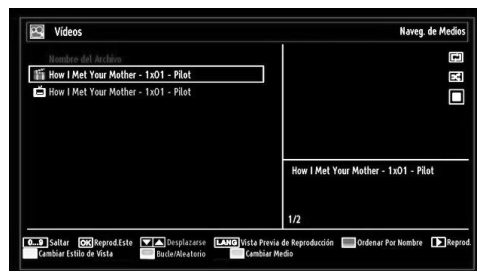 Vídeos
Naveg. de Medios
Nombre del Archivo
How I Met Your Mother - 1x01 - Pilot
How I Met Your Mother - 1x01 - Pilot
How I Met Your Mother - 1x01 - Pilot
1/2
0...9 Saltar OK Reprod.Este Desplazarse LANG Vista Previa de Reproducción Ordenar Por Nombre Reprod.
Cambiar Estilo de Vista Bucle/Aleatorio Cambiar Medio